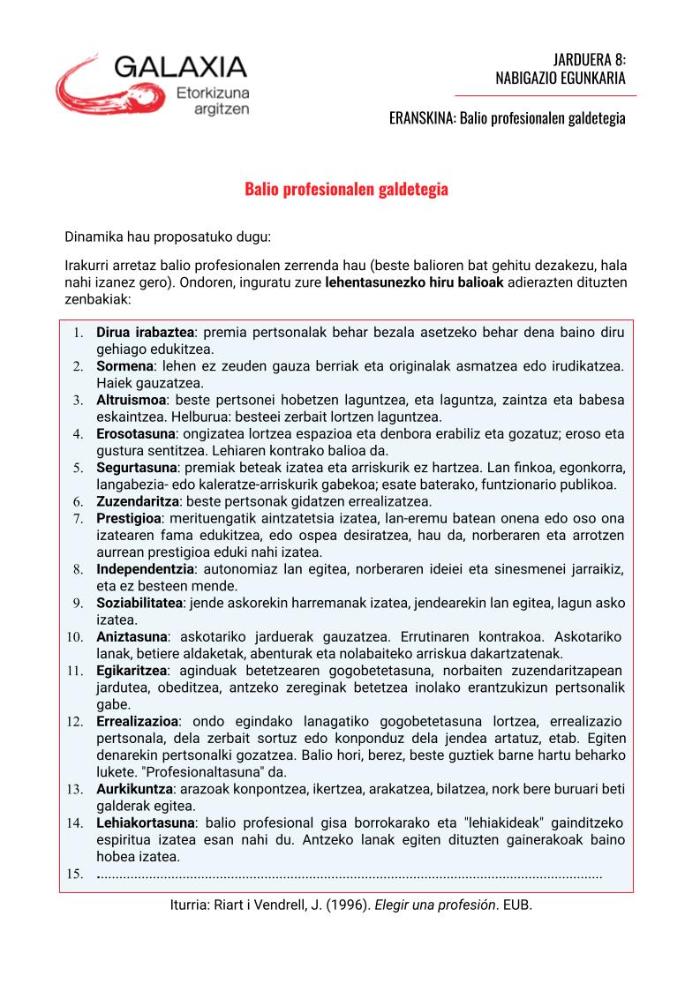 GALAXIA
Etorkizuna
argitzen
JARDUERA 8:
NABIGAZIO EGUNKARIA
ERANSKINA: Balio profesionalen galdetegia
Balio profesionalen galdetegia
Dinamika hau proposatuko dugu:
Irakurri arretaz balio profesionalen zerrenda hau (beste balioren bat gehitu dezakezu, hala
nahi izanez gero). Ondoren, inguratu zure lehentasunezko hiru balioak adierazten dituzten
zenbakiak:
1. Dirua irabaztea: premia pertsonalak behar bezala asetzeko behar dena baino diru
gehiago edukitzea.
2. Sormena: lehen ez zeuden gauza berriak eta originalak asmatzea edo irudikatzea.
Haiek gauzatzea.
3. Altruismoa: beste pertsonei hobetzen laguntzea, eta laguntza, zaintza eta babesa
eskaintzea. Helburua: besteei zerbait lortzen laguntzea.
4. Erosotasuna: ongizatea lortzea espazioa eta denbora erabiliz eta gozatuz; eroso eta
gustura sentitzea. Lehiaren kontrako balioa da.
5. Segurtasuna: premiak beteak izatea eta arriskurik ez hartzea. Lan finkoa, egonkorra,
langabezia- edo kaleratze-arriskurik gabekoa; esate baterako, funtzionario publikoa.
6. Zuzendaritza: beste pertsonak gidatzen errealizatzea.
7. Prestigioa: merituengatik aintzatetsia izatea, lan-eremu batean onena edo oso ona
izatearen fama edukitzea, edo ospea desiratzea, hau da, norberaren eta arrotzen
aurrean prestigioa eduki nahi izatea.
8. Independentzia: autonomiaz lan egitea, norberaren ideiei eta sinesmenei jarraikiz,
eta ez besteen mende.
9. Soziabilitatea: jende askorekin harremanak izatea, jendearekin lan egitea, lagun asko
izatea.
10. Aniztasuna: askotariko jarduerak gauzatzea. Errutinaren kontrakoa. Askotariko
lanak, betiere aldaketak, abenturak eta nolabaiteko arriskua dakartzatenak.
11. Egikaritzea: aginduak betetzearen gogobetetasuna, norbaiten zuzendaritzapean
jardutea, obeditzea, antzeko zereginak betetzea inolako erantzukizun pertsonalik
gabe.
12. Errealizazioa: ondo egindako lanagatiko gogobetetasuna lortzea, errealizazio
pertsonala, dela zerbait sortuz edo konponduz dela jendea artatuz, etab. Egiten
denarekin pertsonalki gozatzea. Balio hori, berez, beste guztiek barne hartu beharko
lukete. "Profesionaltasuna" da.
13. Aurkikuntza: arazoak konpontzea, ikertzea, arakatzea, bilatzea, nork bere buruari beti
galderak egitea.
14. Lehiakortasuna: balio profesional gisa borrokarako eta "lehiakideak" gainditzeko
espiritua izatea esan nahi du. Antzeko lanak egiten dituzten gainerakoak baino
hobea izatea.
15. ........................................................................................................................................
Iturria: Riart i Vendrell, J. (1996). Elegir una profesión. EUB.